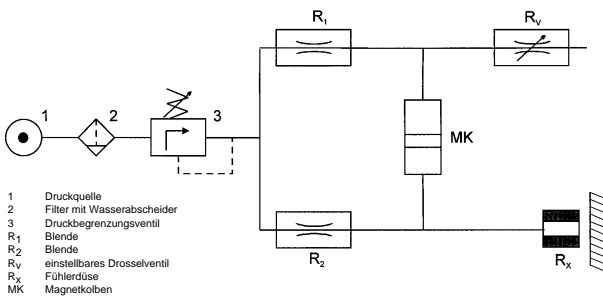 R1
Rv
1
2
3
MK
R2
Rx
1 Druckquelle
2 Filter mit Wasserabscheider
3 Druckbegrenzungsventil
R1 Blende
R2 Blende
Rv einstellbares Drosselventil
Rx Fühlerdüse
MK Magnetkolben